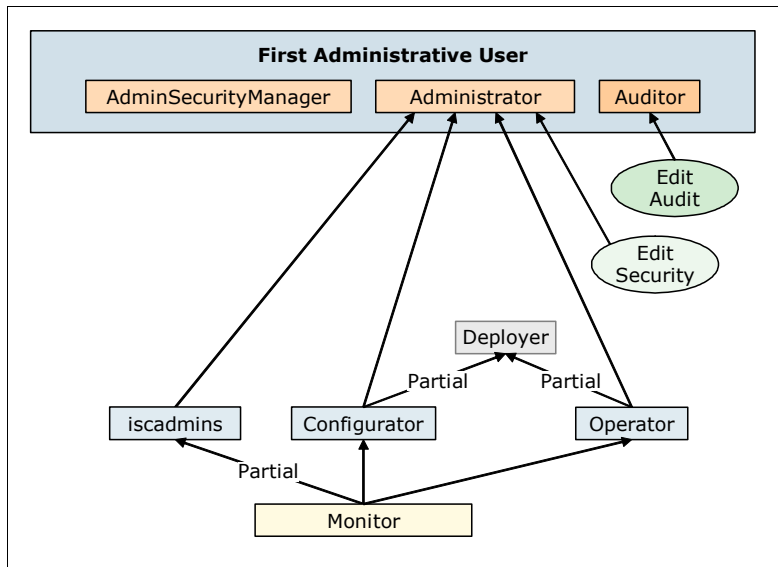 First Administrative User
AdminSecurityManager
Administrator
Auditor
Edit
Audit
Edit
Security
Deployer
Partial
Partial
iscadmins
Configurator
Operator
Partial
Monitor